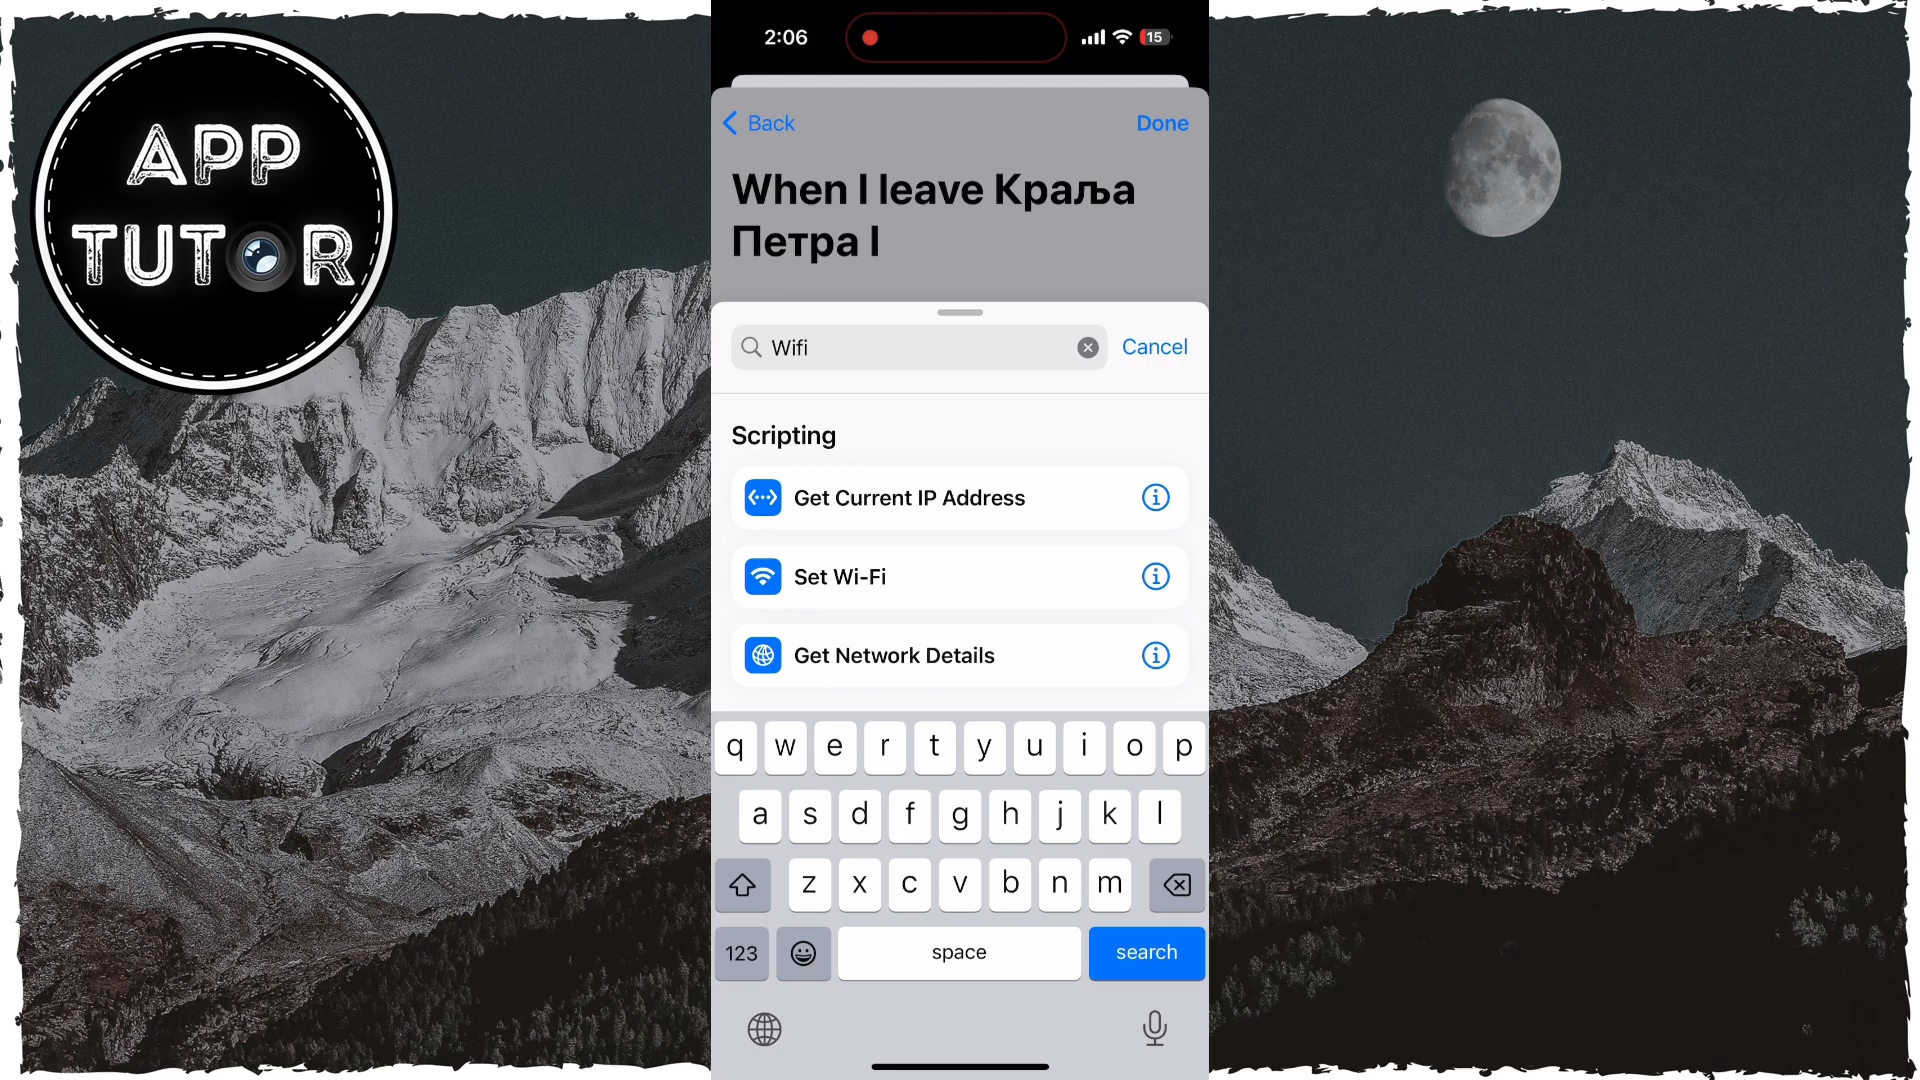 APP
TUTOR
2:06
15
Back
Done
When I leave Краља
Петра I
Wifi
Cancel
Scripting
Get Current IP Address
Set Wi-Fi
Get Network Details
q w e r t y u i o p
a s d f g h j k l
z x c v b n m
123
space
search